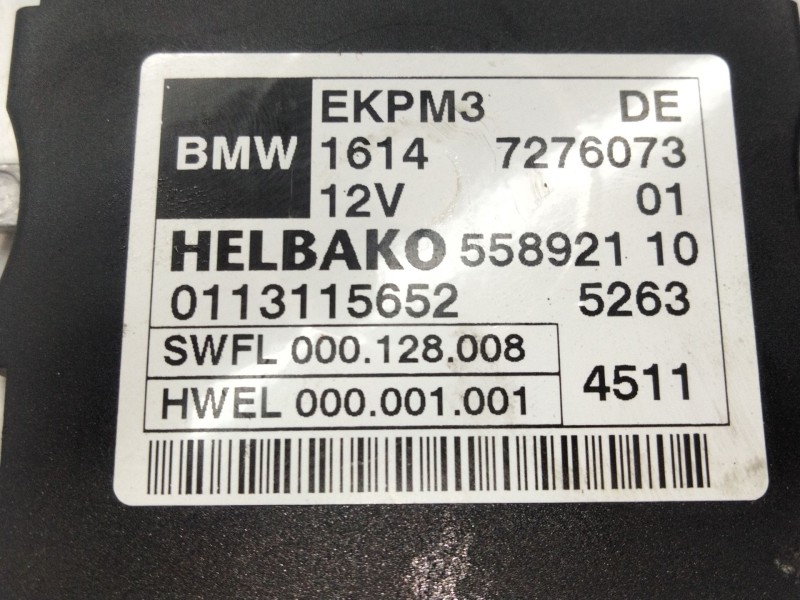 EKPM3 DE
BMW 1614 7276073
12V 01
HELBAKO 558921 10
0113115652 5263
SWFL 000.128.008
4511
HWEL 000.001.001